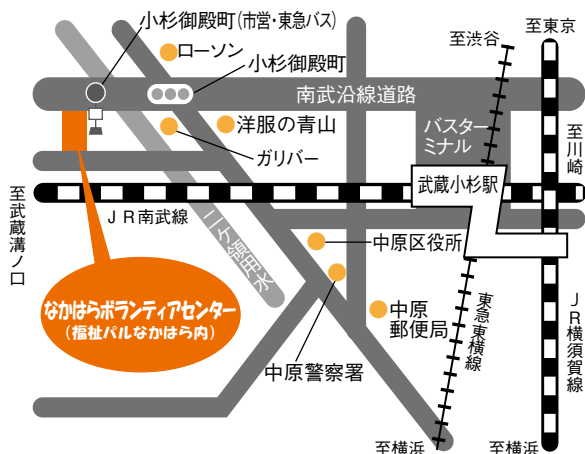 小杉御殿町(市営・東急バス)
至渋谷
至東京
ローソン
小杉御殿町
南武沿線道路
洋服の青山
バスター
ミナル
ガリバー
至川崎
武蔵小杉駅
至武蔵溝ノ口
JR南武線
二ヶ領用水
中原区役所
なかはらボランティアセンター
(福祉パルなかはら内)
中原
郵便局
東急東横線
JR横須賀線
中原警察署
至横浜
至横浜